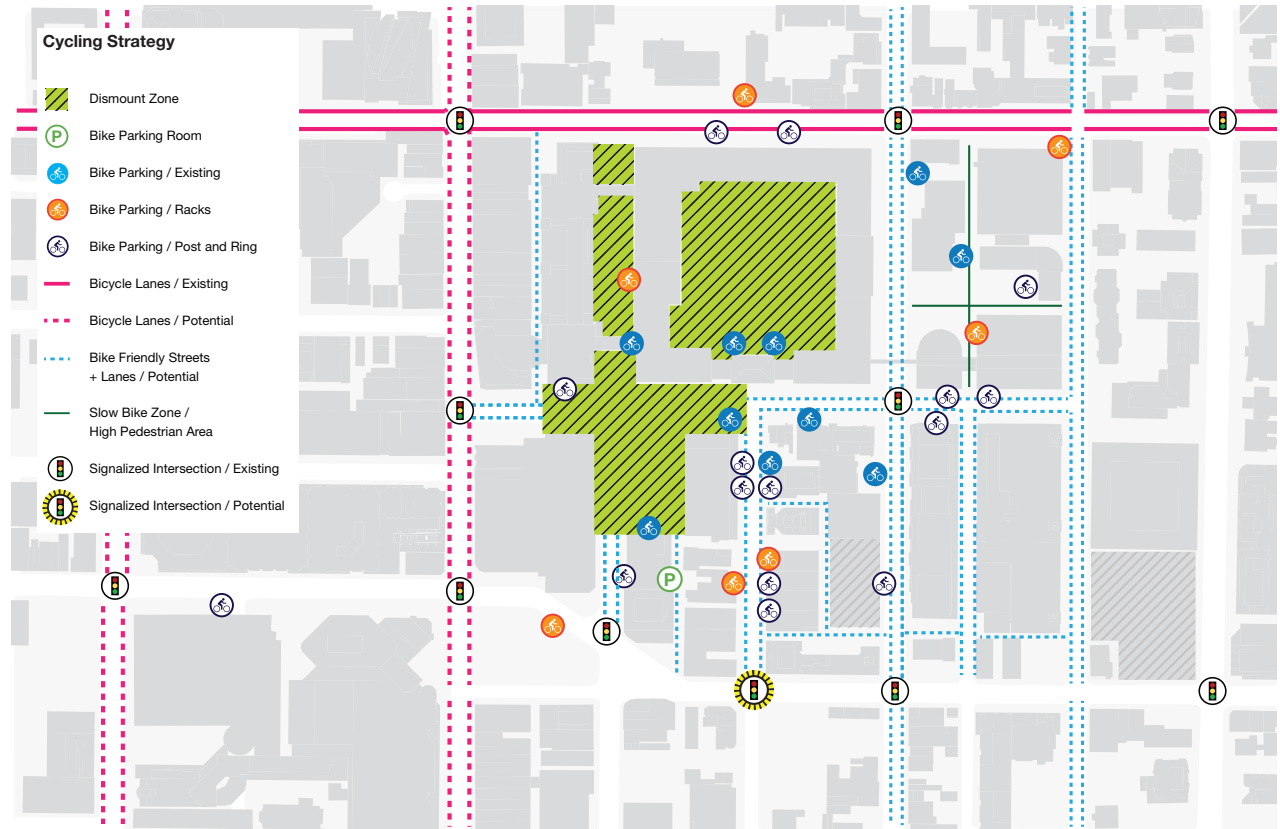 Cycling Strategy
Dismount Zone
P
Bike Parking Room
Bike Parking / Existing
Bike Parking / Racks
Bike Parking / Post and Ring
Bicycle Lanes / Existing
Bicycle Lanes / Potential
Bike Friendly Streets
+ Lanes / Potential
Slow Bike Zone /
High Pedestrian Area
Signalized Intersection / Existing
Signalized Intersection / Potential
P